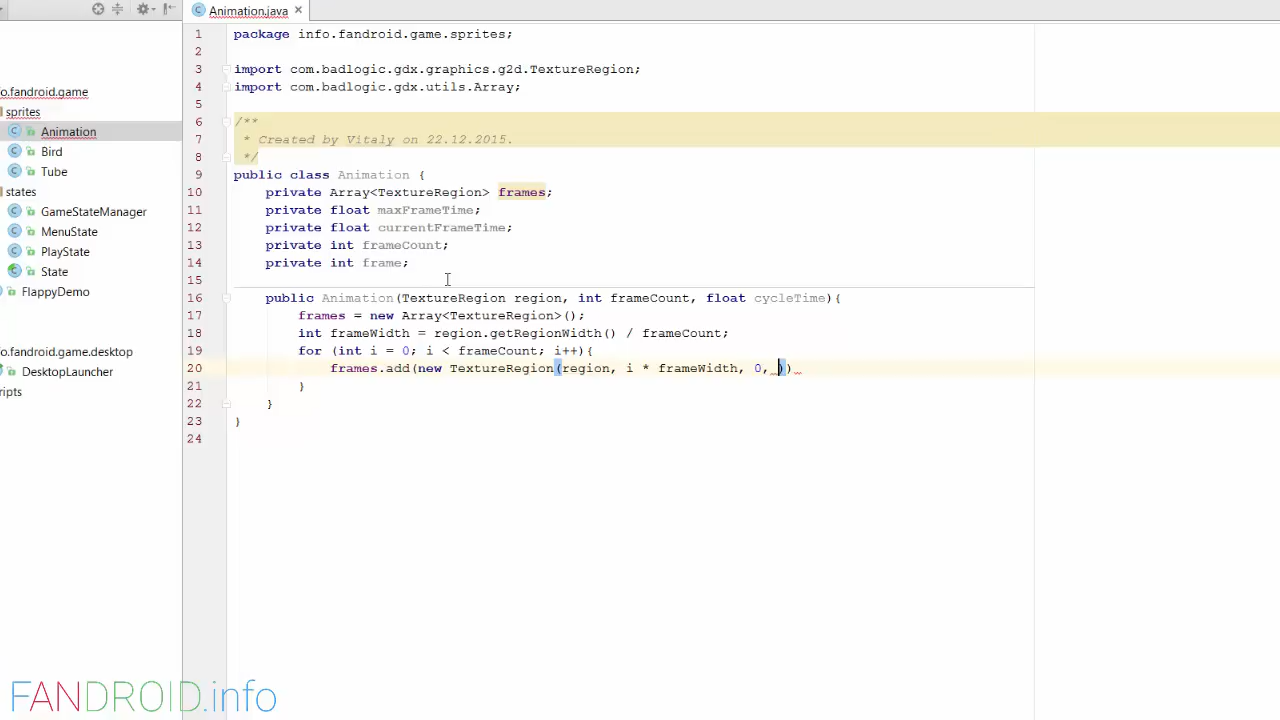 Animation.java
1 package info.fandroid.game.sprites;
2
3 import com.badlogic.gdx.graphics.g2d.TextureRegion;
4 import com.badlogic.gdx.utils.Array;
5
6 /**
7 * Created by Vitaly on 22.12.2015.
8 */
9 public class Animation {
10 private Array<TextureRegion> frames;
11 private float maxFrameTime;
12 private float currentFrameTime;
13 private int frameCount;
14 private int frame;
15
16 public Animation(TextureRegion region, int frameCount, float cycleTime){
17 frames = new Array<TextureRegion>();
18 int frameWidth = region.getRegionWidth() / frameCount;
19 for (int i = 0; i < frameCount; i++){
20 frames.add(new TextureRegion(region, i * frameWidth, 0, ))
21 }
22 }
23 }
24
fo.fandroid.game
sprites
Animation
Bird
Tube
states
GameStateManager
MenuState
PlayState
State
FlappyDemo
fo.fandroid.game.desktop
DesktopLauncher
ripts
FANDROID.info